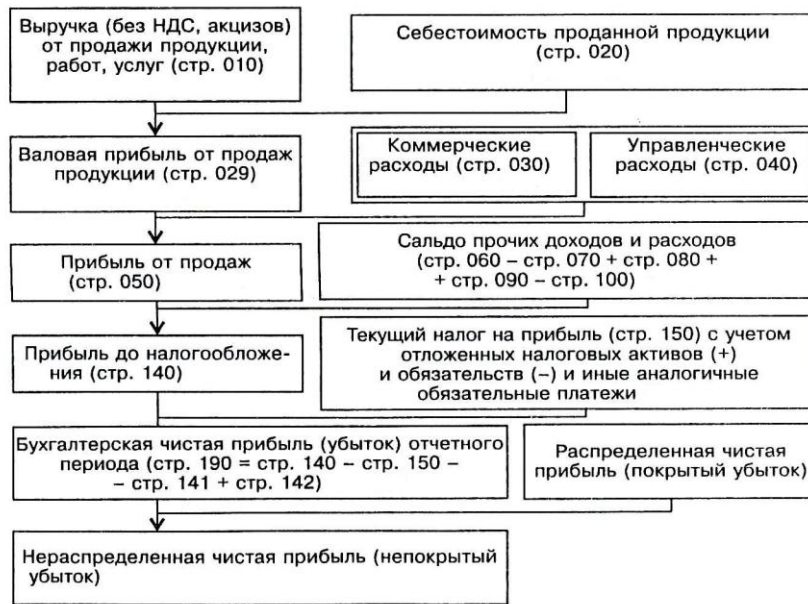 Выручка (без НДС, акцизов)
от продажи продукции,
работ, услуг (стр. 010)
Себестоимость проданной продукции
(стр. 020)
Валовая прибыль от продаж
продукции (стр. 029)
Коммерческие
расходы (стр. 030)
Управленческие
расходы (стр. 040)
Прибыль от продаж
(стр. 050)
Сальдо прочих доходов и расходов
(стр. 060 – стр. 070 + стр. 080 +
+ стр. 090 – стр. 100)
Прибыль до налогообложе-
ния (стр. 140)
Текущий налог на прибыль (стр. 150) с учетом
отложенных налоговых активов (+)
и обязательств (–) и иные аналогичные
обязательные платежи
Бухгалтерская чистая прибыль (убыток) отчетного
периода (стр. 190 = стр. 140 – стр. 150 –
– стр. 141 + стр. 142)
Распределенная чистая
прибыль (покрытый убыток)
Нераспределенная чистая прибыль (непокрытый
убыток)